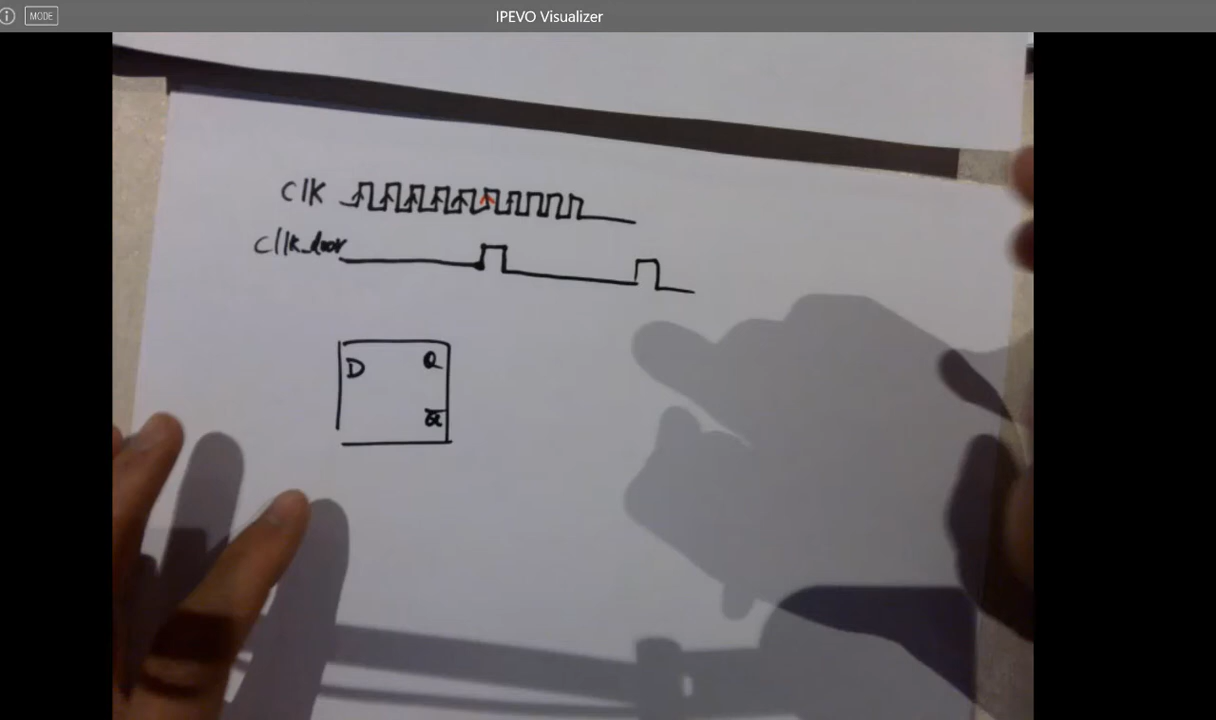 MODE
IPEVO Visualizer
clk
clk_door
D Q
Q̅